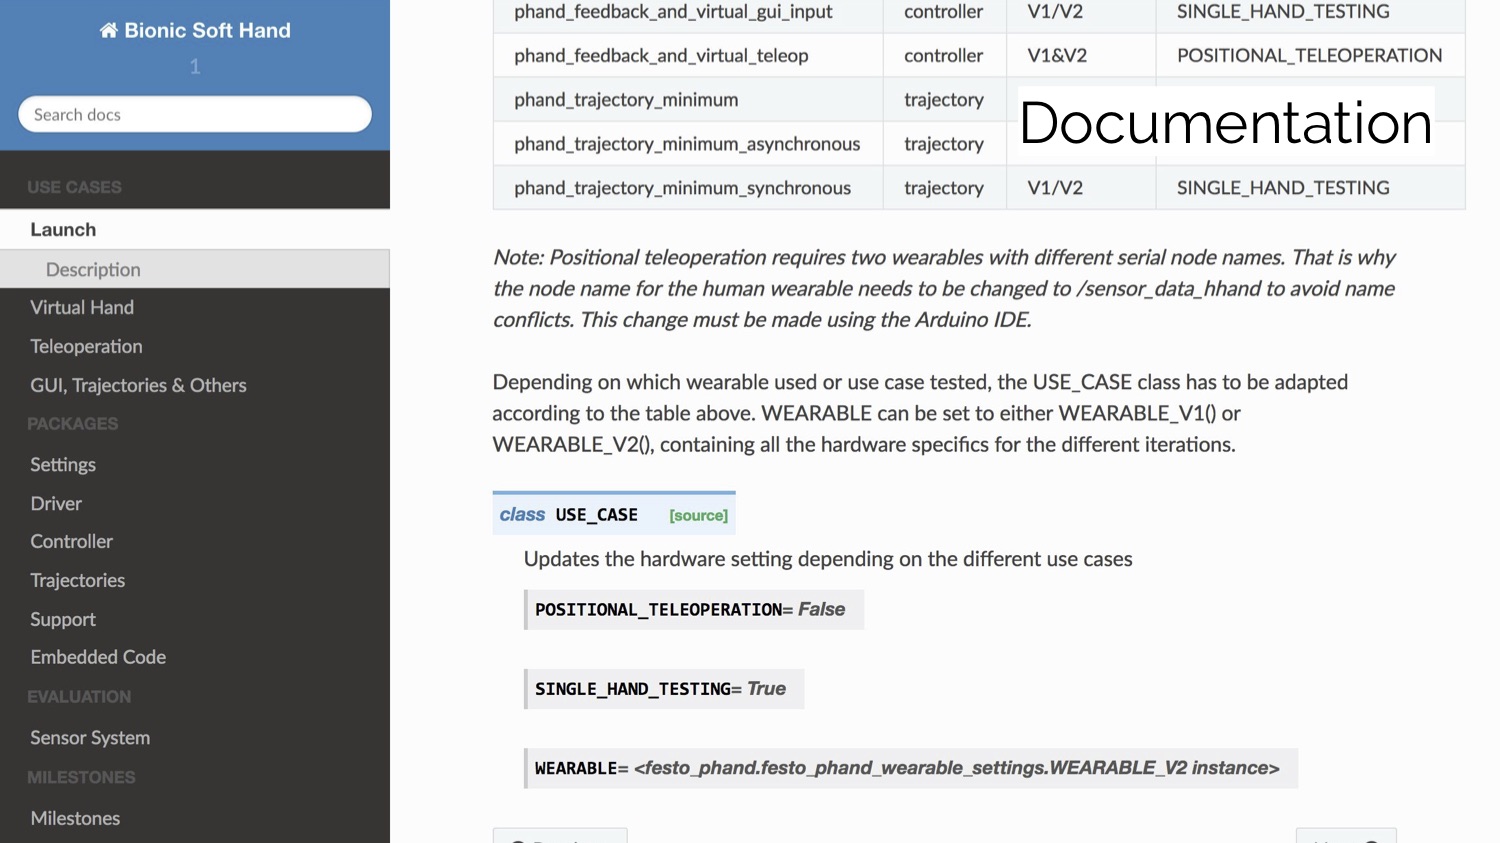 Bionic Soft Hand
1
Search docs
USE CASES
Launch
Description
Virtual Hand
Teleoperation
GUI, Trajectories & Others
PACKAGES
Settings
Driver
Controller
Trajectories
Support
Embedded Code
EVALUATION
Sensor System
MILESTONES
Milestones
phand_feedback_and_virtual_gui_input controller V1/V2 SINGLE_HAND_TESTING
phand_feedback_and_virtual_teleop controller V1&V2 POSITIONAL_TELEOPERATION
phand_trajectory_minimum trajectory
Documentation
phand_trajectory_minimum_asynchronous trajectory
phand_trajectory_minimum_synchronous trajectory V1/V2 SINGLE_HAND_TESTING
Note: Positional teleoperation requires two wearables with different serial node names. That is why
the node name for the human wearable needs to be changed to /sensor_data_hhand to avoid name
conflicts. This change must be made using the Arduino IDE.
Depending on which wearable used or use case tested, the USE_CASE class has to be adapted
according to the table above. WEARABLE can be set to either WEARABLE_V1() or
WEARABLE_V2(), containing all the hardware specifics for the different iterations.
class USE_CASE [source]
Updates the hardware setting depending on the different use cases
POSITIONAL_TELEOPERATION= False
SINGLE_HAND_TESTING= True
WEARABLE= <festo_phand.festo_phand_wearable_settings.WEARABLE_V2 instance>